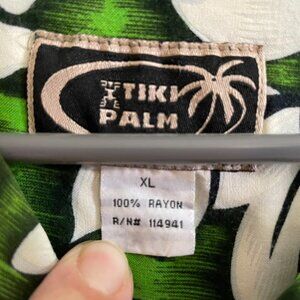 TIKI
PALM
XL
100% RAYON
R/N# 114941